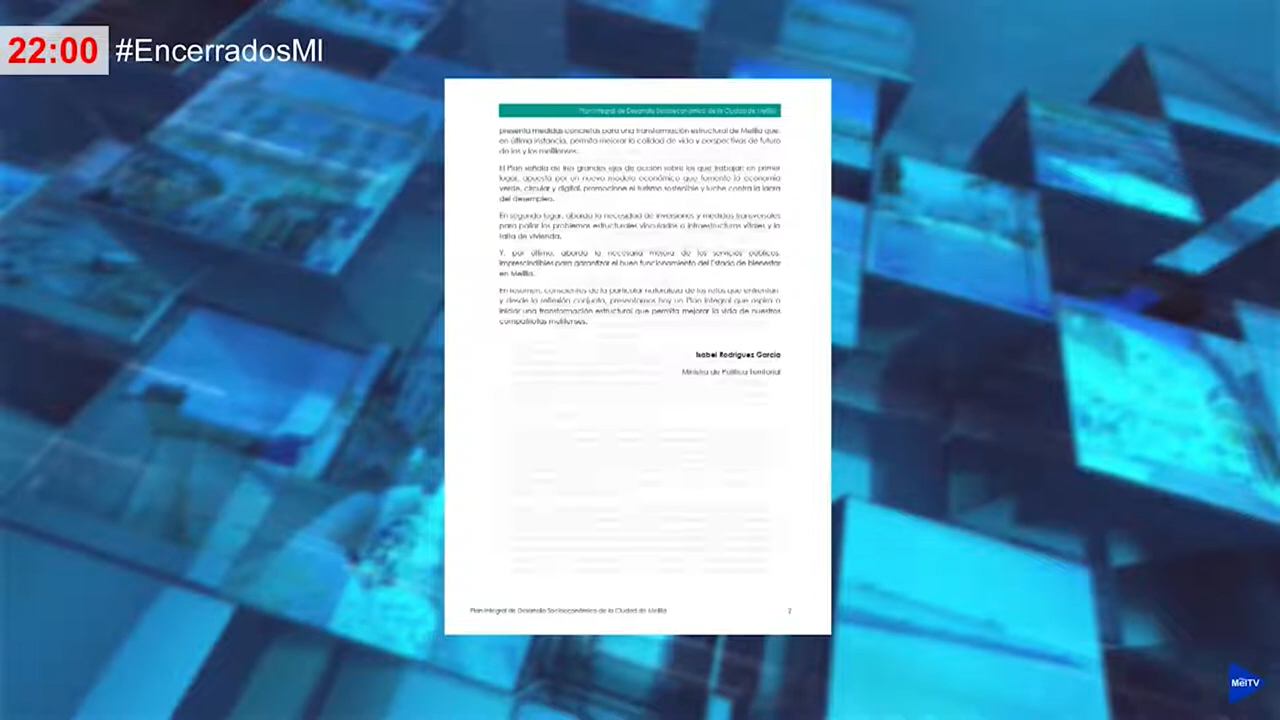 22:00 #EncerradosMl
Plan Integral de Desarrollo Socioeconómico de la Ciudad de Melilla
presenta medidas concretas para una transformación estructural de Melilla que,
en última instancia, permita mejorar la calidad de vida y perspectivas de futuro
de las y los melillenses.
El Plan señala de tres grandes ejes de acción sobre los que trabajar: en primer
lugar, apuesta por un nuevo modelo económico que fomente la economía
verde, circular y digital, promocione el turismo sostenible y luche contra la lacra
del desempleo.
En segundo lugar, aborda la necesidad de inversiones y medidas transversales
para paliar los problemas estructurales vinculados a infraestructuras vitales y la
falta de vivienda.
Y, por último, aborda la necesaria mejora de los servicios públicos,
imprescindibles para garantizar el buen funcionamiento del Estado de bienestar
en Melilla.
En resumen, conscientes de la particular naturaleza de los retos que enfrentan,
y desde la reflexión conjunta, presentamos hoy un Plan Integral que aspira a
iniciar una transformación estructural que permita mejorar la vida de nuestros
compatriotas melillenses.
Isabel Rodríguez García
Ministra de Política Territorial
Plan Integral de Desarrollo Socioeconómico de la Ciudad de Melilla 2
MelTV